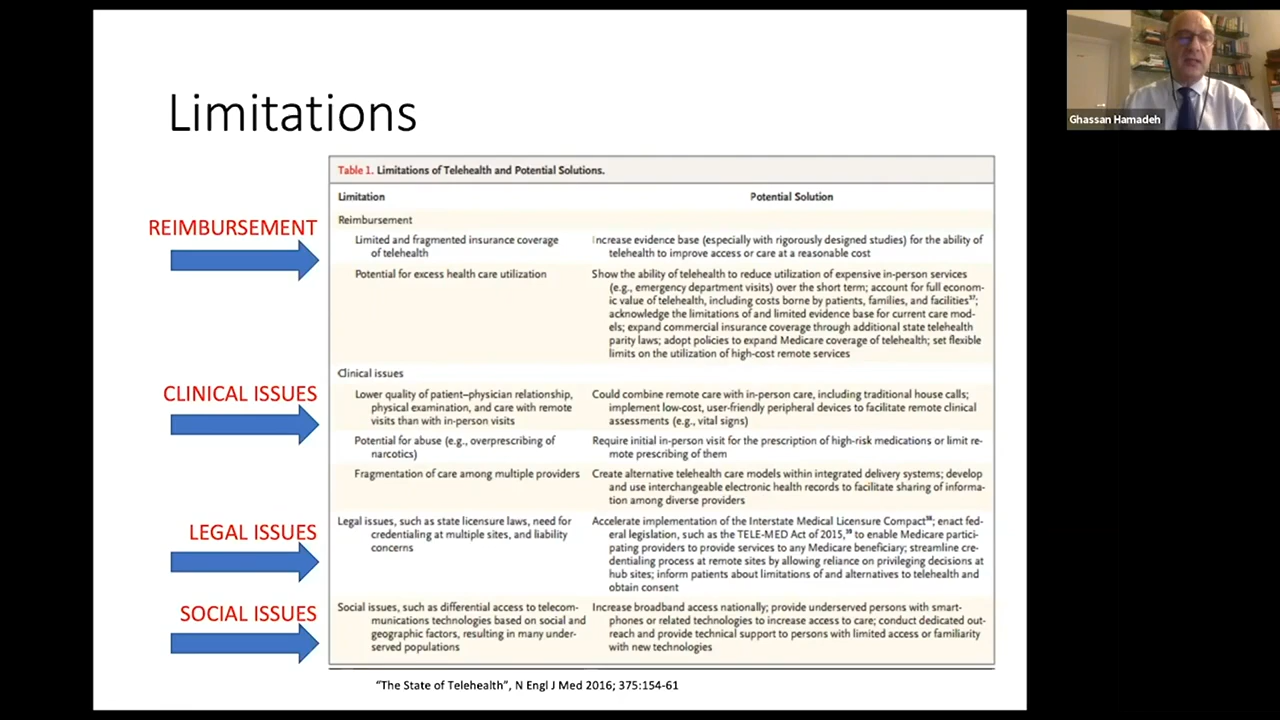 Limitations
Ghassan Hamadeh
Table 1. Limitations of Telehealth and Potential Solutions.
Limitation
Potential Solution
REIMBURSEMENT
Reimbursement
Limited and fragmented insurance coverage
of telehealth
Increase evidence base (especially with rigorously designed studies) for the ability of
telehealth to improve access or care at a reasonable cost
Potential for excess health care utilization
Show the ability of telehealth to reduce utilization of expensive in-person services
(e.g., emergency department visits) over the short term; account for full econom-
ic value of telehealth, including costs borne by patients, families, and facilities³⁷;
acknowledge the limitations of and limited evidence base for current care mod-
els; expand commercial insurance coverage through additional state telehealth
parity laws; adopt policies to expand Medicare coverage of telehealth; set flexible
limits on the utilization of high-cost remote services
CLINICAL ISSUES
Clinical issues
Lower quality of patient–physician relationship,
physical examination, and care with remote
visits than with in-person visits
Could combine remote care with in-person care, including traditional house calls;
implement low-cost, user-friendly peripheral devices to facilitate remote clinical
assessments (e.g., vital signs)
Potential for abuse (e.g., overprescribing of
narcotics)
Require initial in-person visit for the prescription of high-risk medications or limit re-
mote prescribing of them
Fragmentation of care among multiple providers
Create alternative telehealth care models within integrated delivery systems; develop
and use interchangeable electronic health records to facilitate sharing of informa-
tion among diverse providers
LEGAL ISSUES
Legal issues, such as state licensure laws, need for
credentialing at multiple sites, and liability
concerns
Accelerate implementation of the Interstate Medical Licensure Compact³⁸; enact fed-
eral legislation, such as the TELE-MED Act of 2015,³⁹ to enable Medicare partici-
pating providers to provide services to any Medicare beneficiary; streamline cre-
dentialing process at remote sites by allowing reliance on privileging decisions at
hub sites; inform patients about limitations of and alternatives to telehealth and
obtain consent
SOCIAL ISSUES
Social issues, such as differential access to telecom-
munications technologies based on social and
geographic factors, resulting in many under-
served populations
Increase broadband access nationally; provide underserved persons with smart-
phones or related technologies to increase access to care; conduct dedicated out-
reach and provide technical support to persons with limited access or familiarity
with new technologies
“The State of Telehealth”, N Engl J Med 2016; 375:154-61